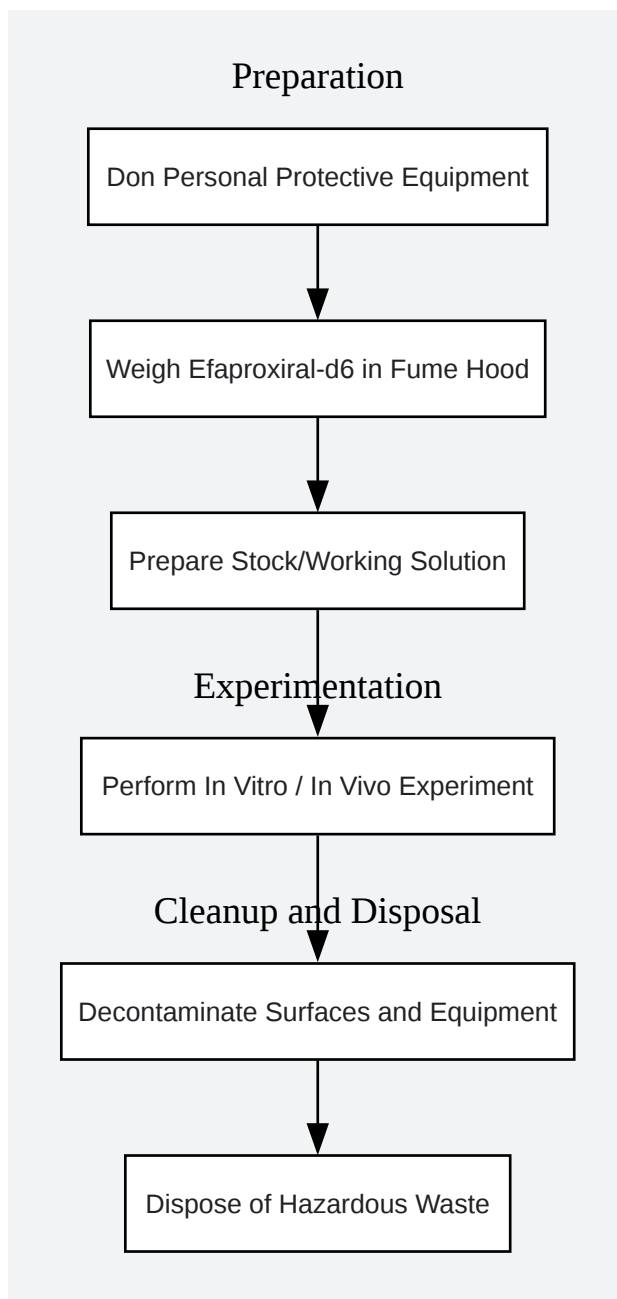 Preparation
Don Personal Protective Equipment
Weigh Efaproxiral-d6 in Fume Hood
Prepare Stock/Working Solution
Experimentation
Perform In Vitro / In Vivo Experiment
Cleanup and Disposal
Decontaminate Surfaces and Equipment
Dispose of Hazardous Waste